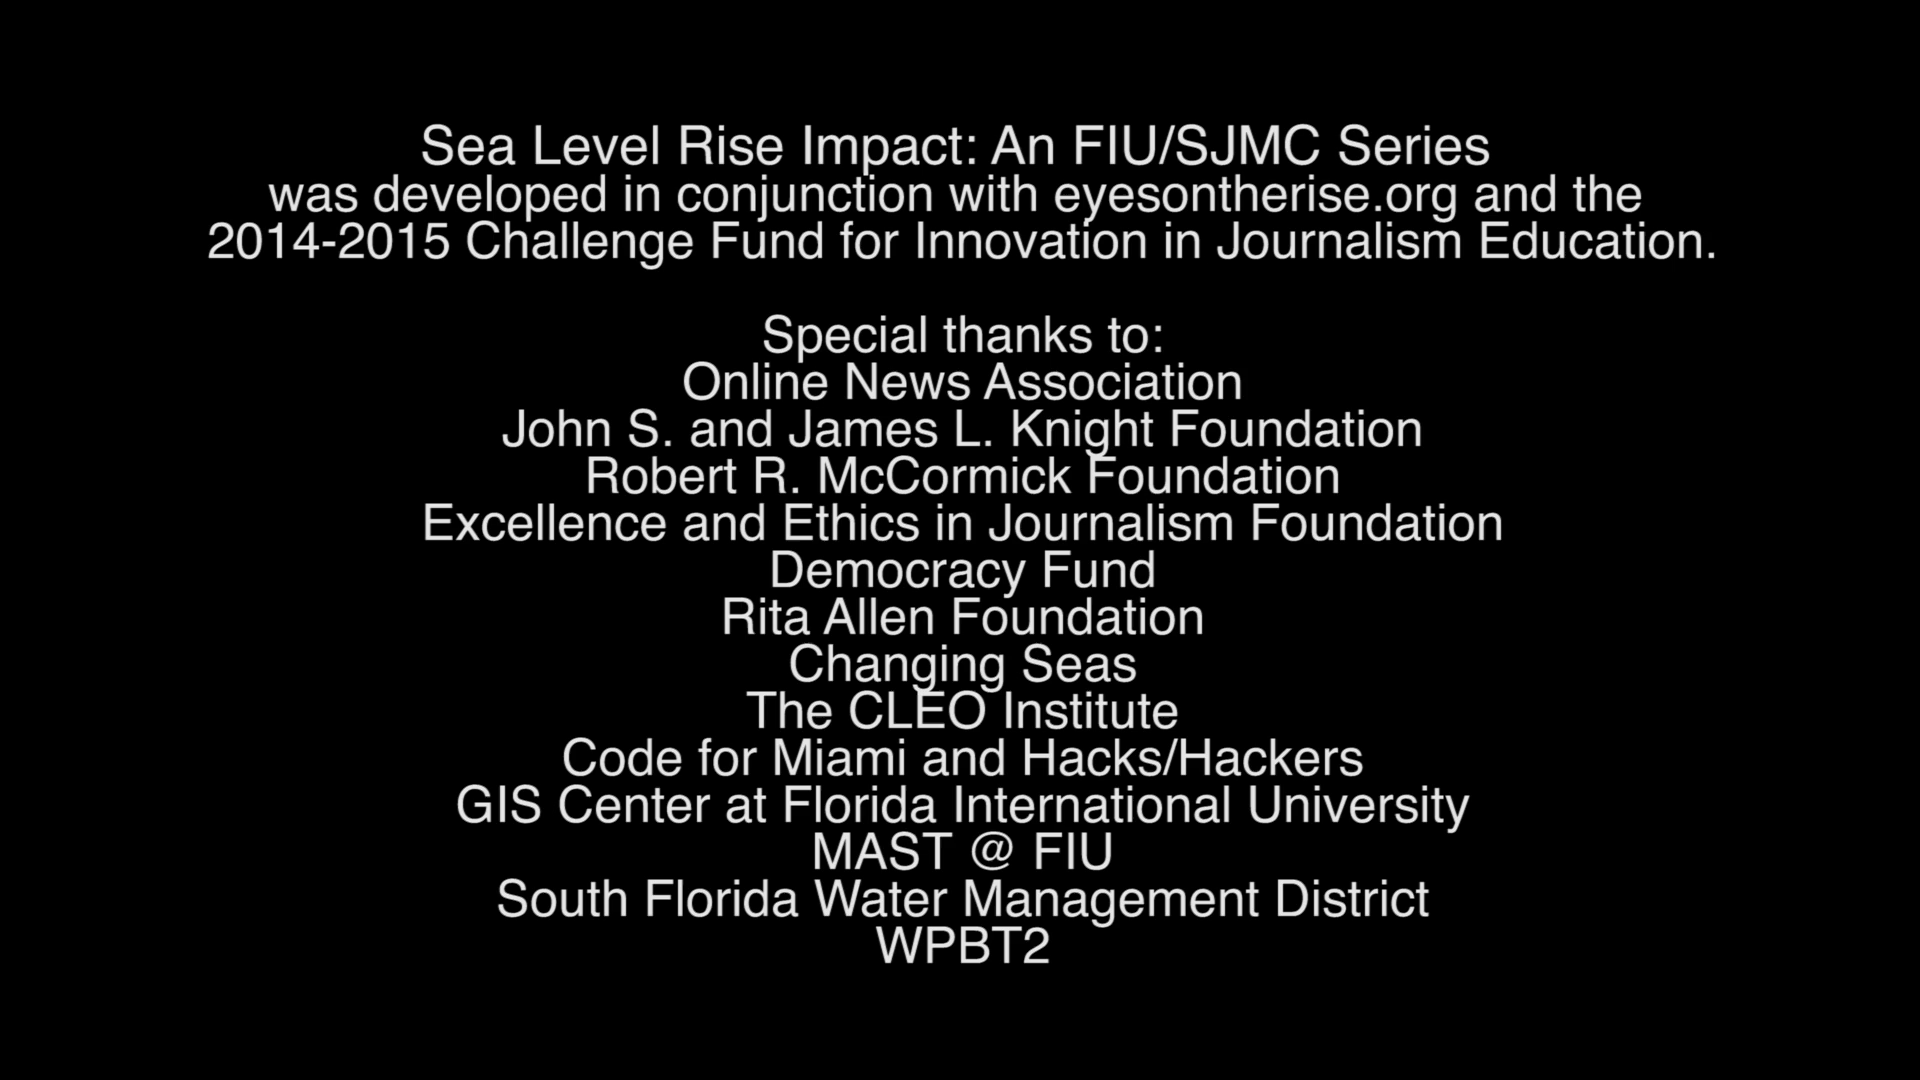 Sea Level Rise Impact: An FIU/SJMC Series
was developed in conjunction with eyesontherise.org and the
2014-2015 Challenge Fund for Innovation in Journalism Education.
Special thanks to:
Online News Association
John S. and James L. Knight Foundation
Robert R. McCormick Foundation
Excellence and Ethics in Journalism Foundation
Democracy Fund
Rita Allen Foundation
Changing Seas
The CLEO Institute
Code for Miami and Hacks/Hackers
GIS Center at Florida International University
MAST @ FIU
South Florida Water Management District
WPBT2